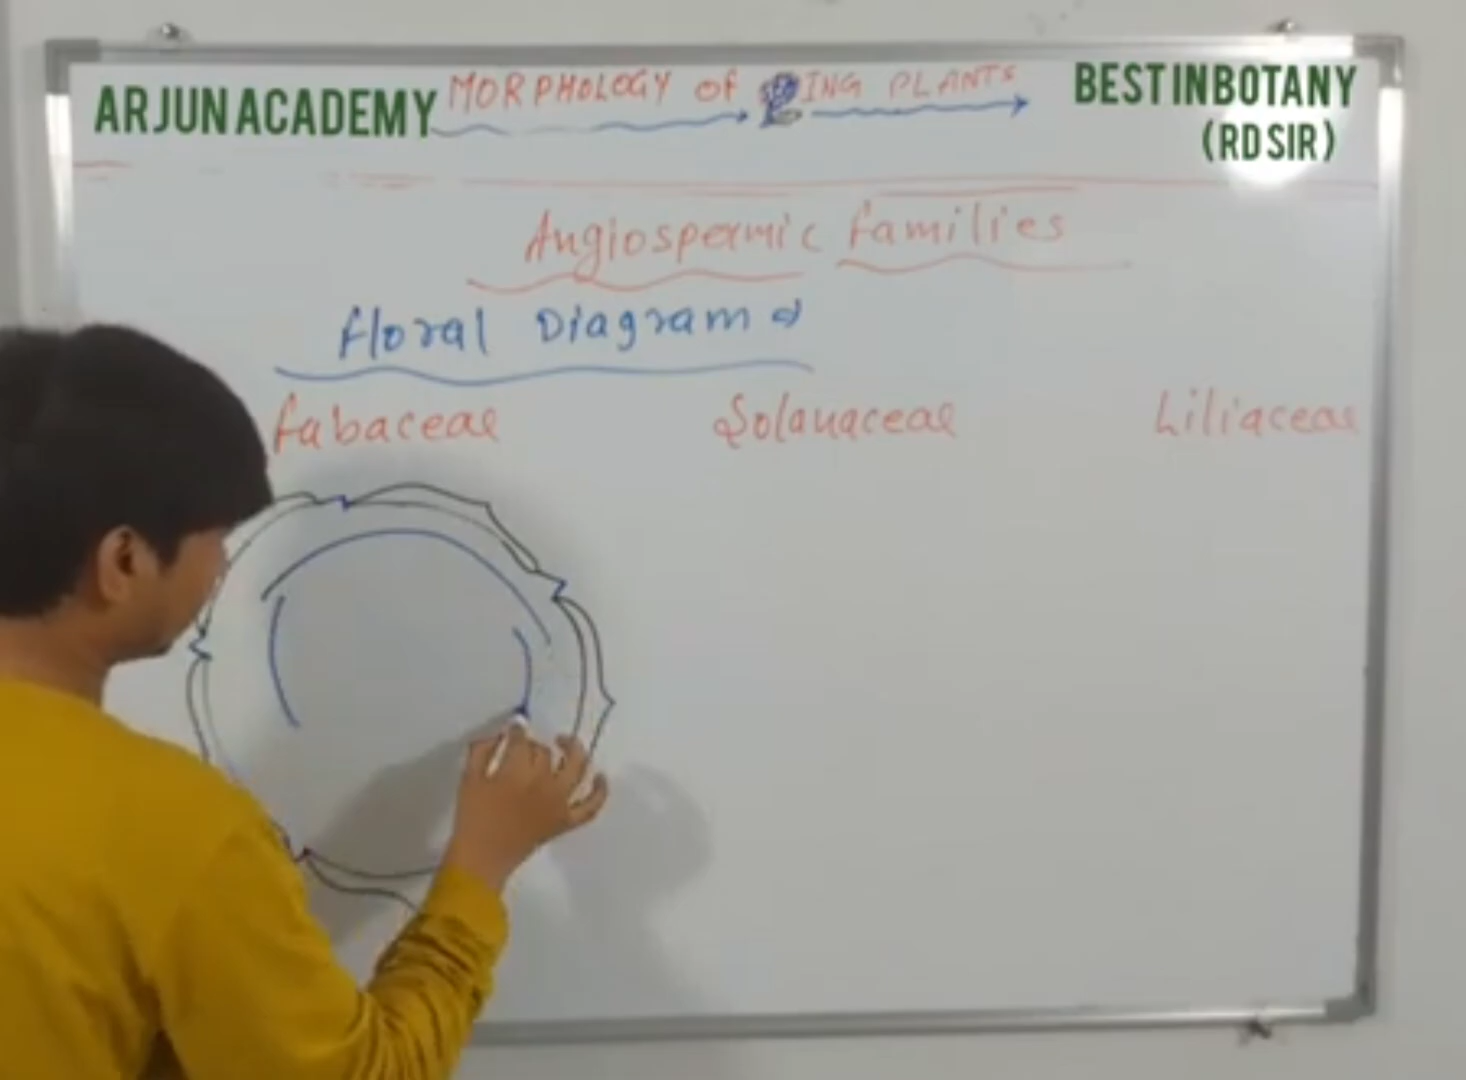 ARJUN ACADEMY
MORPHOLOGY OF ING PLANTS
BEST IN BOTANY
(RD SIR)
Angiospermic families
floral Diagram
fabaceae
Solanaceae
Liliaceae